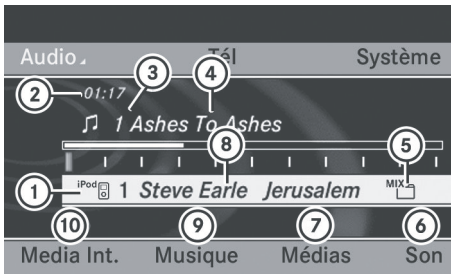 Audio Tél Système
3 4
2 01:17
1 Ashes To Ashes
8 5
1 iPod 1 Steve Earle Jerusalem MIX
10 9 7 6
Media Int. Musique Médias Son